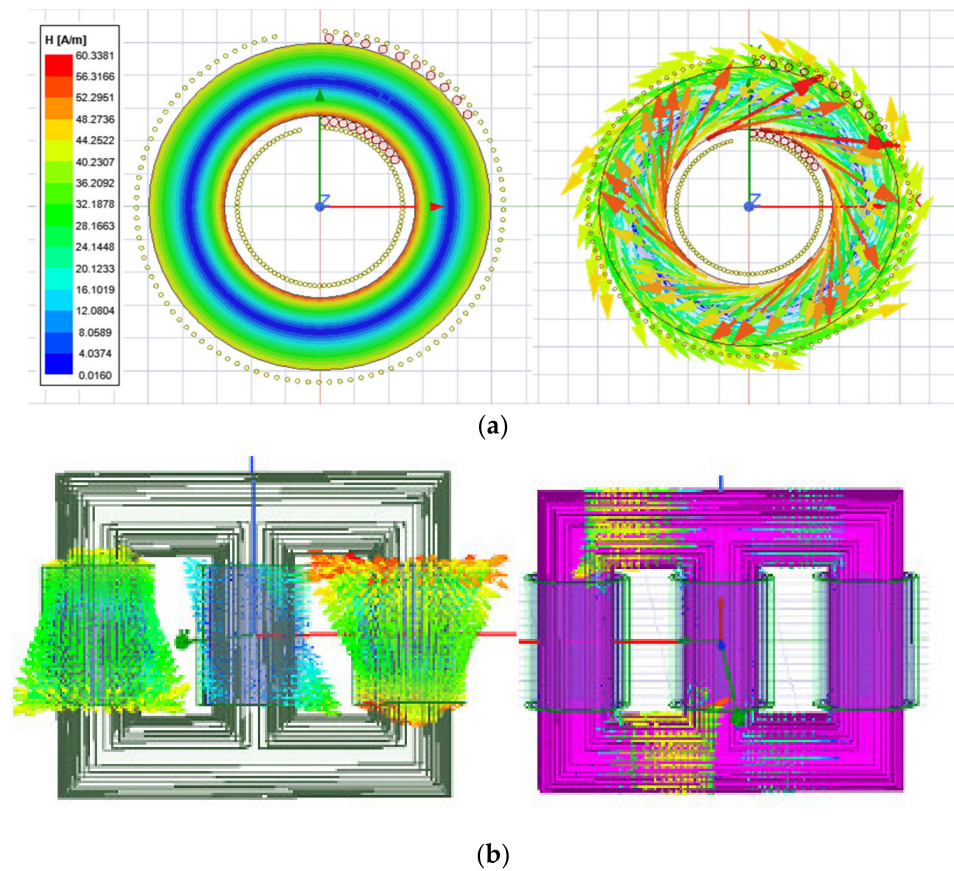 H [A/m]
60.3381
56.3166
52.2951
48.2736
44.2522
40.2307
36.2092
32.1878
28.1663
24.1448
20.1233
16.1019
12.0804
8.0589
4.0374
0.0160
Z
Z
X
(a)
(b)